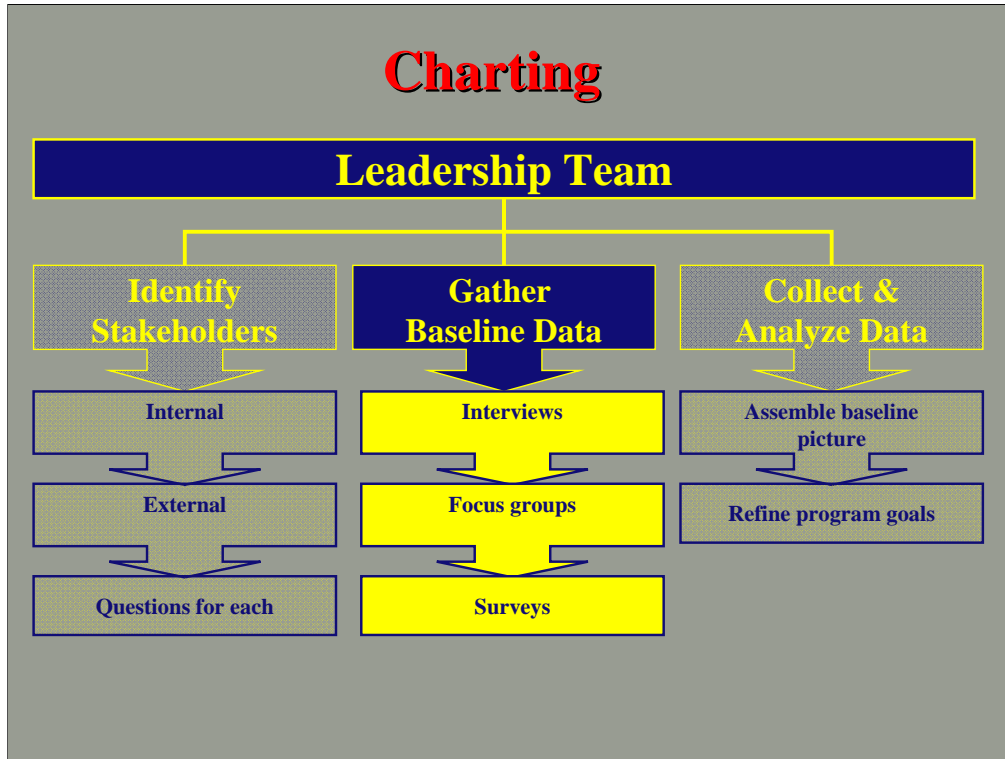 Charting
Leadership Team
Identify
Stakeholders
Internal
External
Questions for each
Gather
Baseline Data
Interviews
Focus groups
Surveys
Collect &
Analyze Data
Assemble baseline
picture
Refine program goals